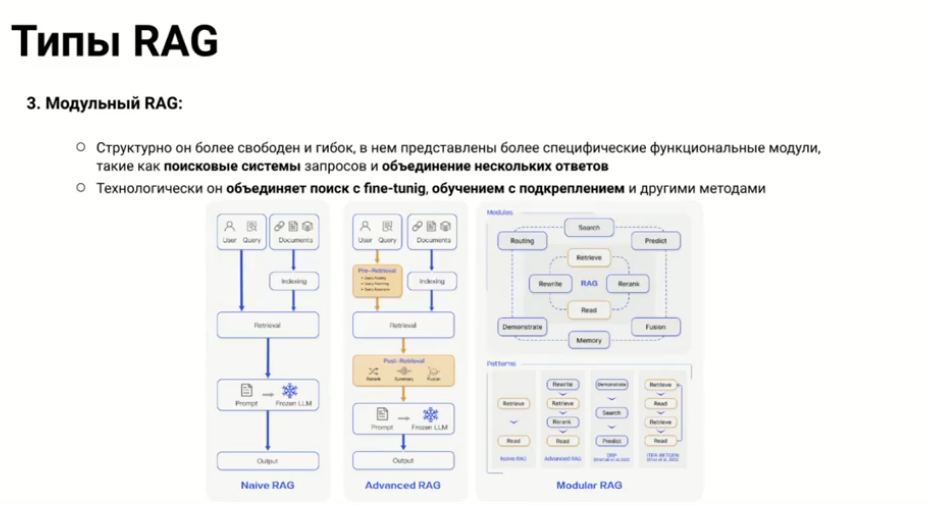 Типы RAG
3. Модульный RAG:
Структурно он более свободен и гибок, в нем представлены более специфические функциональные модули,
такие как поисковые системы запросов и объединение нескольких ответов
Технологически он объединяет поиск с fine-tunig, обучением с подкреплением и другими методами
User Query Documents
Indexing
Retrieval
Prompt Frozen LLM
Output
Naive RAG
User Query Documents
Pre-Retrieval
Indexing
Retrieval
Post-Retrieval
Rerank Summary Fusion
Prompt Frozen LLM
Output
Advanced RAG
Modules
Search
Routing Predict
Retrieve
Rewrite RAG Rerank
Read
Demonstrate Fusion
Memory
Patterns
Retrieve
Read
Naive RAG
Rewrite
Retrieve
Rerank
Read
Advanced RAG
Demonstrate
Search
Predict
DSP
Retrieve
Read
Retrieve
Read
Modular RAG